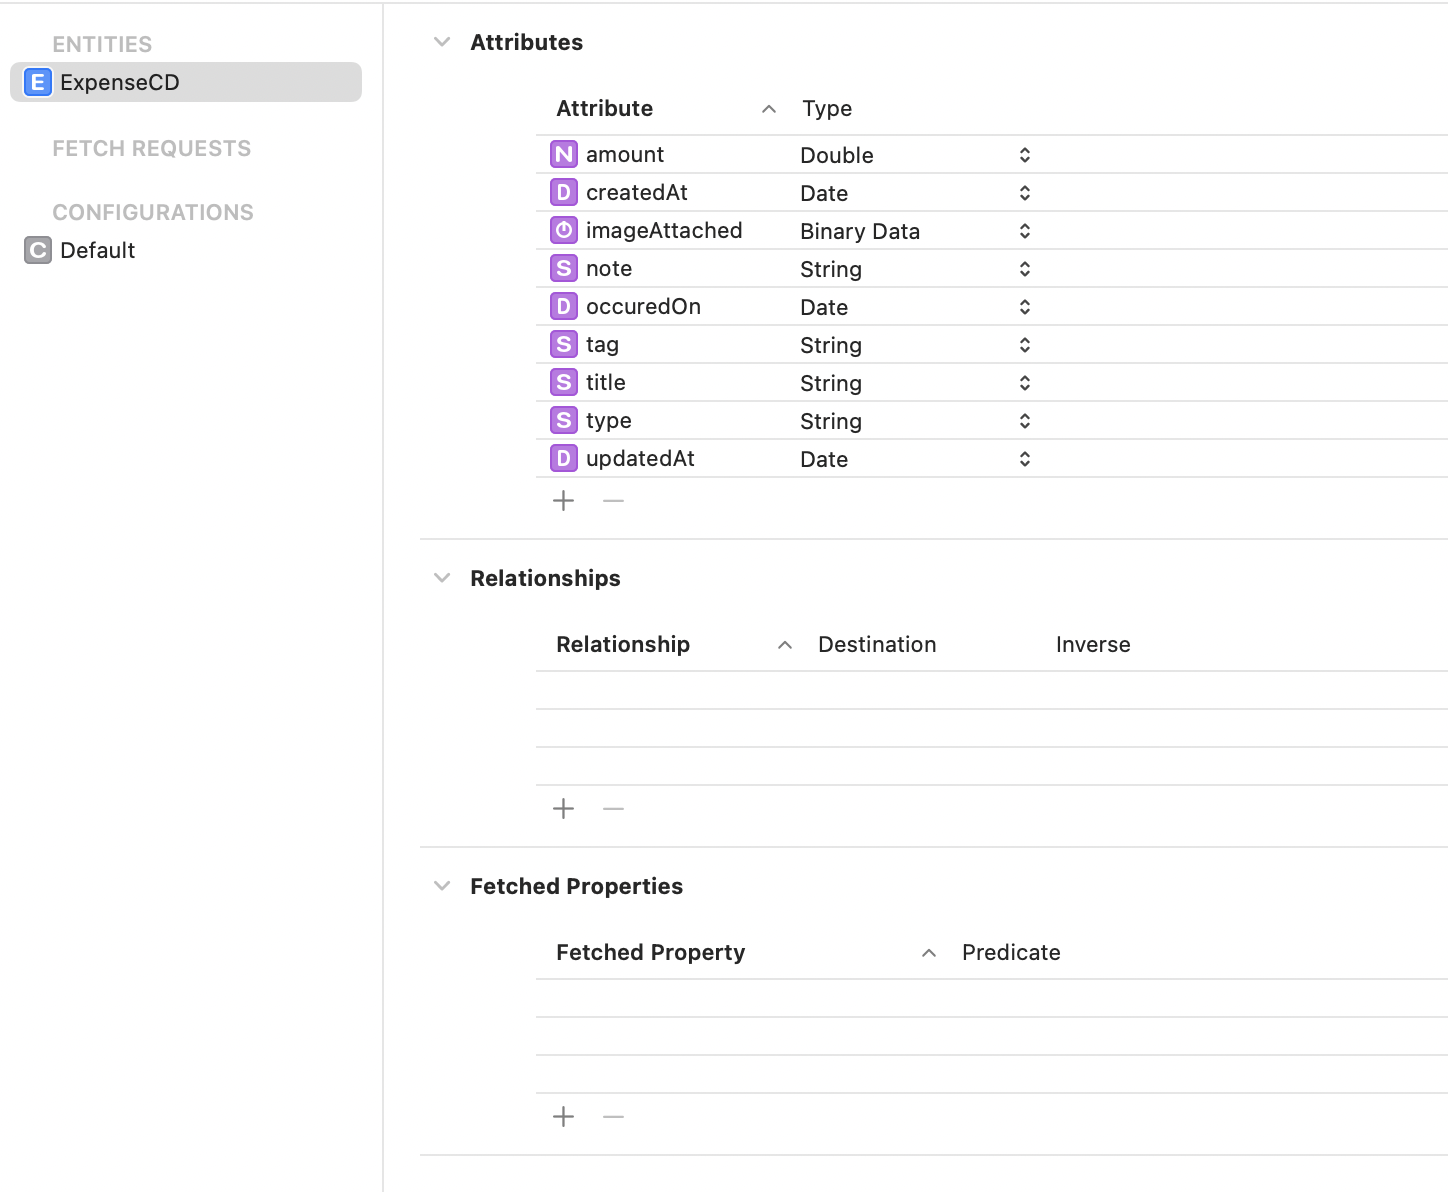 ENTITIES
E ExpenseCD
FETCH REQUESTS
CONFIGURATIONS
C Default
Attributes
Attribute Type
N amount Double
D createdAt Date
imageAttached Binary Data
S note String
D occuredOn Date
S tag String
S title String
S type String
D updatedAt Date
Relationships
Relationship Destination Inverse
Fetched Properties
Fetched Property Predicate